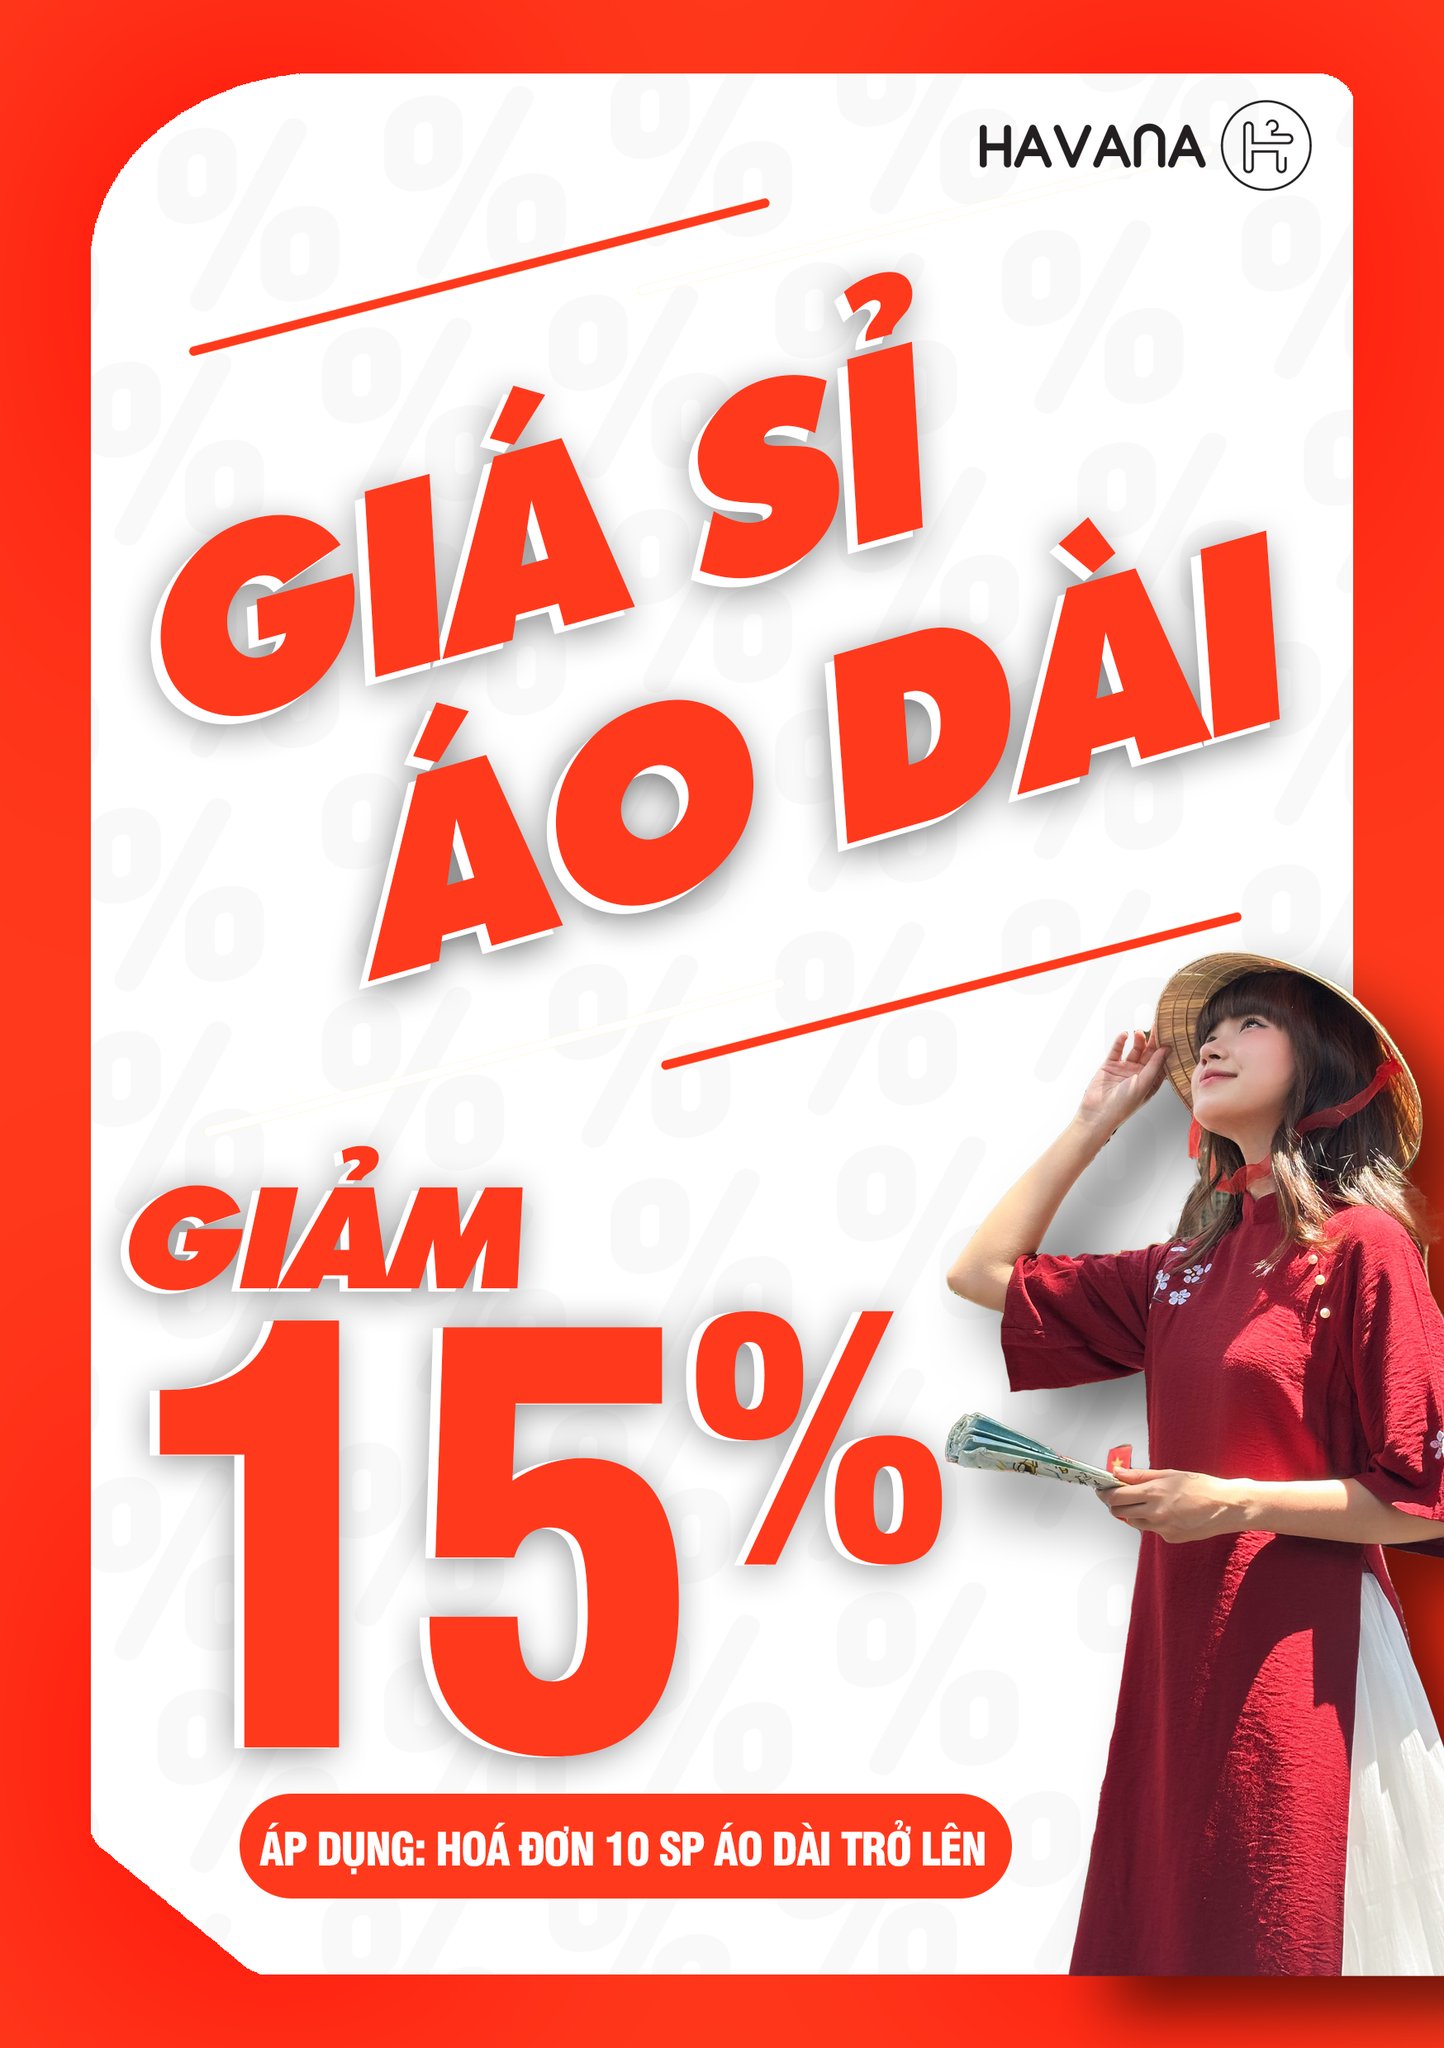 HAVANA
GIÁ SỈ
ÁO DÀI
GIẢM
15%
ÁP DỤNG: HOÁ ĐƠN 10 SP ÁO DÀI TRỞ LÊN